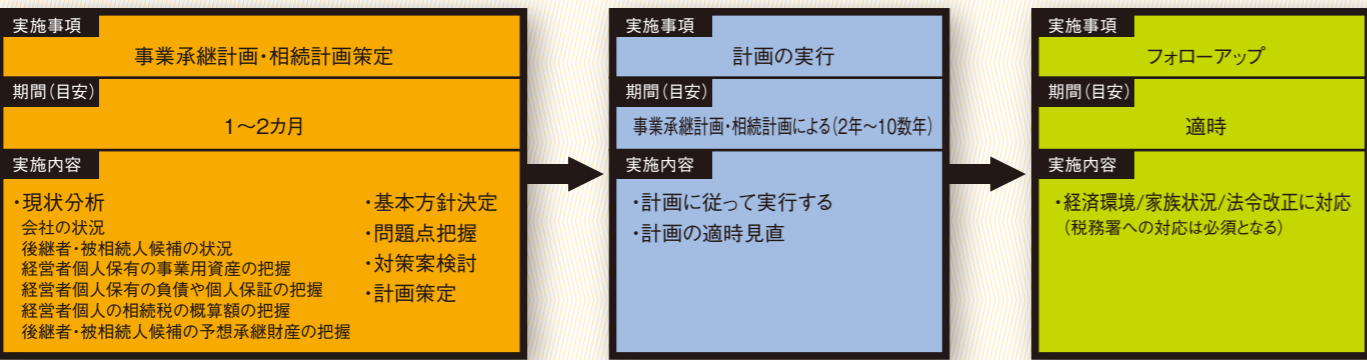 実施事項
事業承継計画・相続計画策定
期間(目安)
1〜2カ月
実施内容
・現状分析
会社の状況
後継者・被相続人候補の状況
経営者個人保有の事業用資産の把握
経営者個人保有の負債や個人保証の把握
経営者個人の相続税の概算額の把握
後継者・被相続人候補の予想承継財産の把握
・基本方針決定
・問題点把握
・対策案検討
・計画策定
実施事項
計画の実行
期間(目安)
事業承継計画・相続計画による(2年〜10数年)
実施内容
・計画に従って実行する
・計画の適時見直
実施事項
フォローアップ
期間(目安)
適時
実施内容
・経済環境/家族状況/法令改正に対応
(税務署への対応は必須となる)